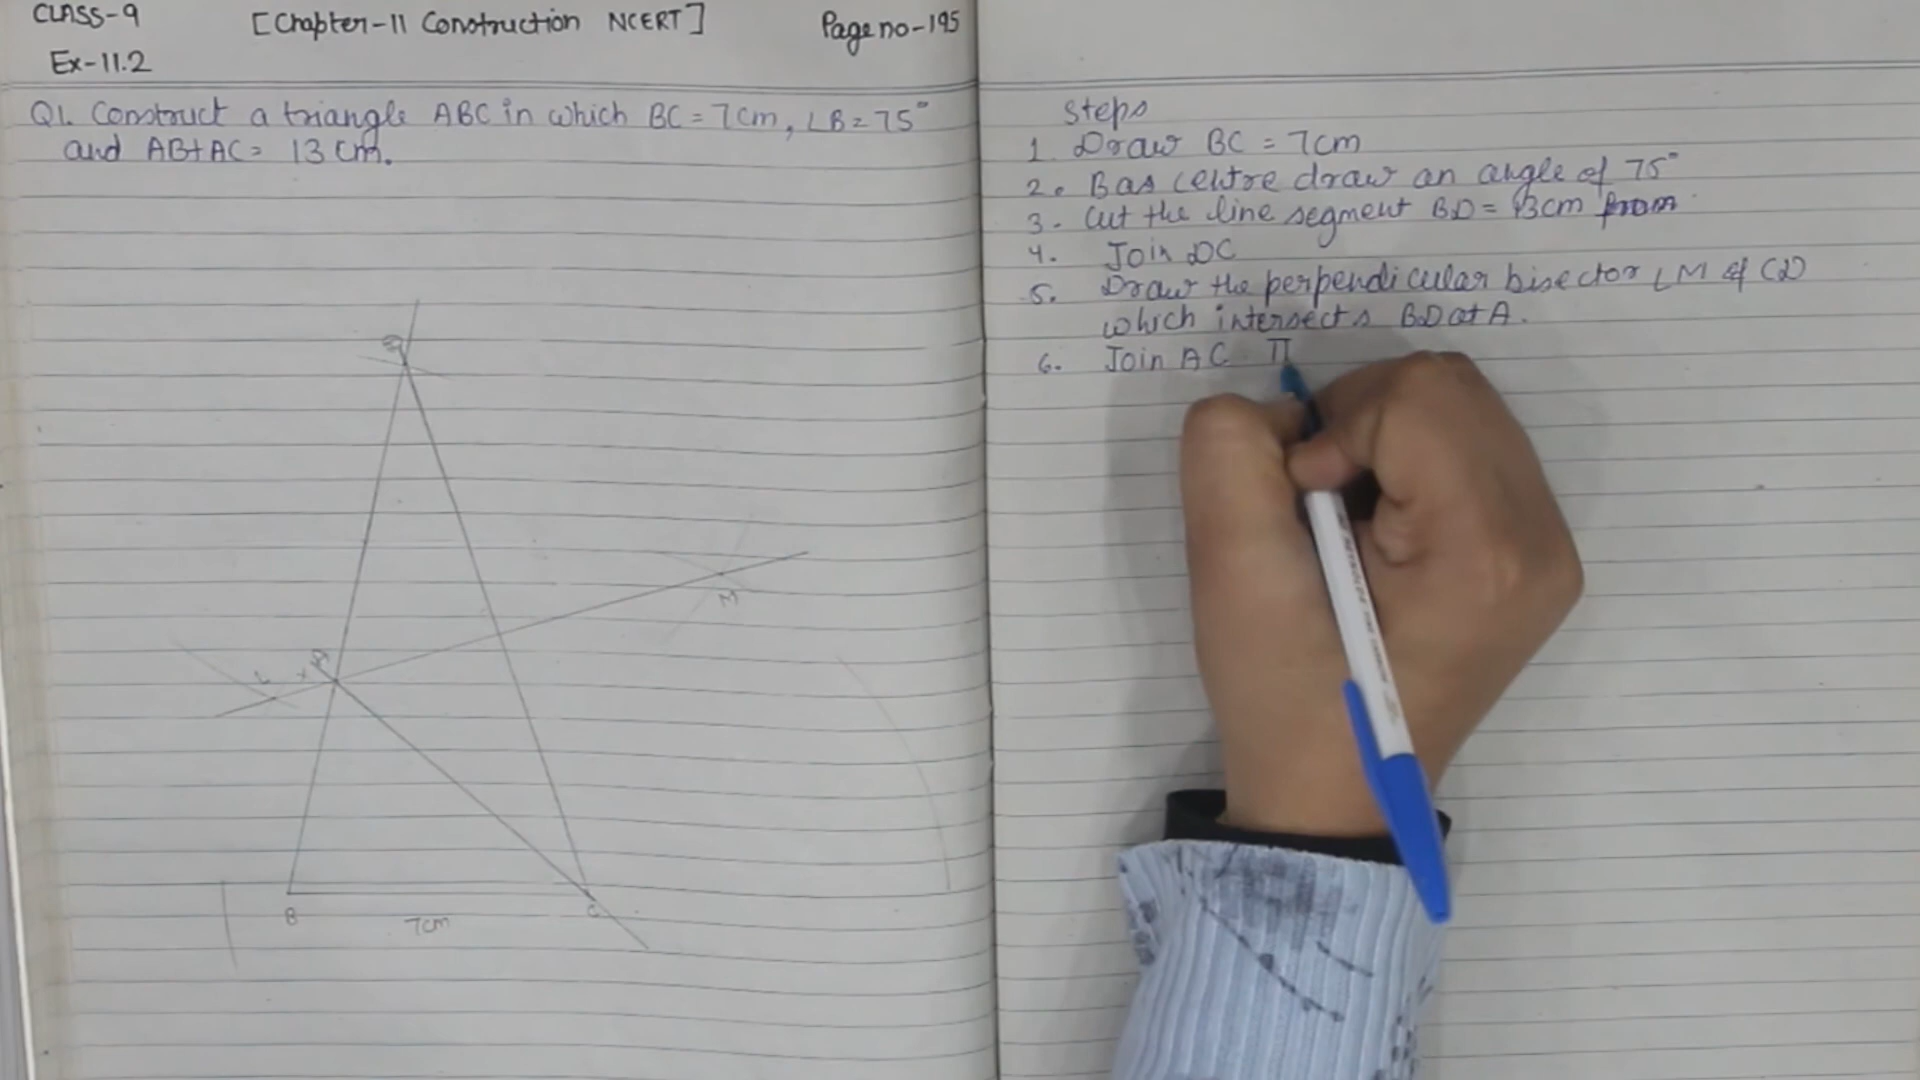 CLASS-9
[Chapter-11 Construction NCERT]
Page no-195
Ex-11.2
Q1. Construct a triangle ABC in which BC = 7cm, ∠B = 75°
and AB+AC = 13 cm.
D
M
L
A
B
7cm
C
Steps
1. Draw BC = 7cm
2. B as centre draw an angle of 75°
3. Cut the line segment BD = 13cm from
4. Join DC
5. Draw the perpendicular bisector LM of CD
which intersects BD at A.
6. Join AC